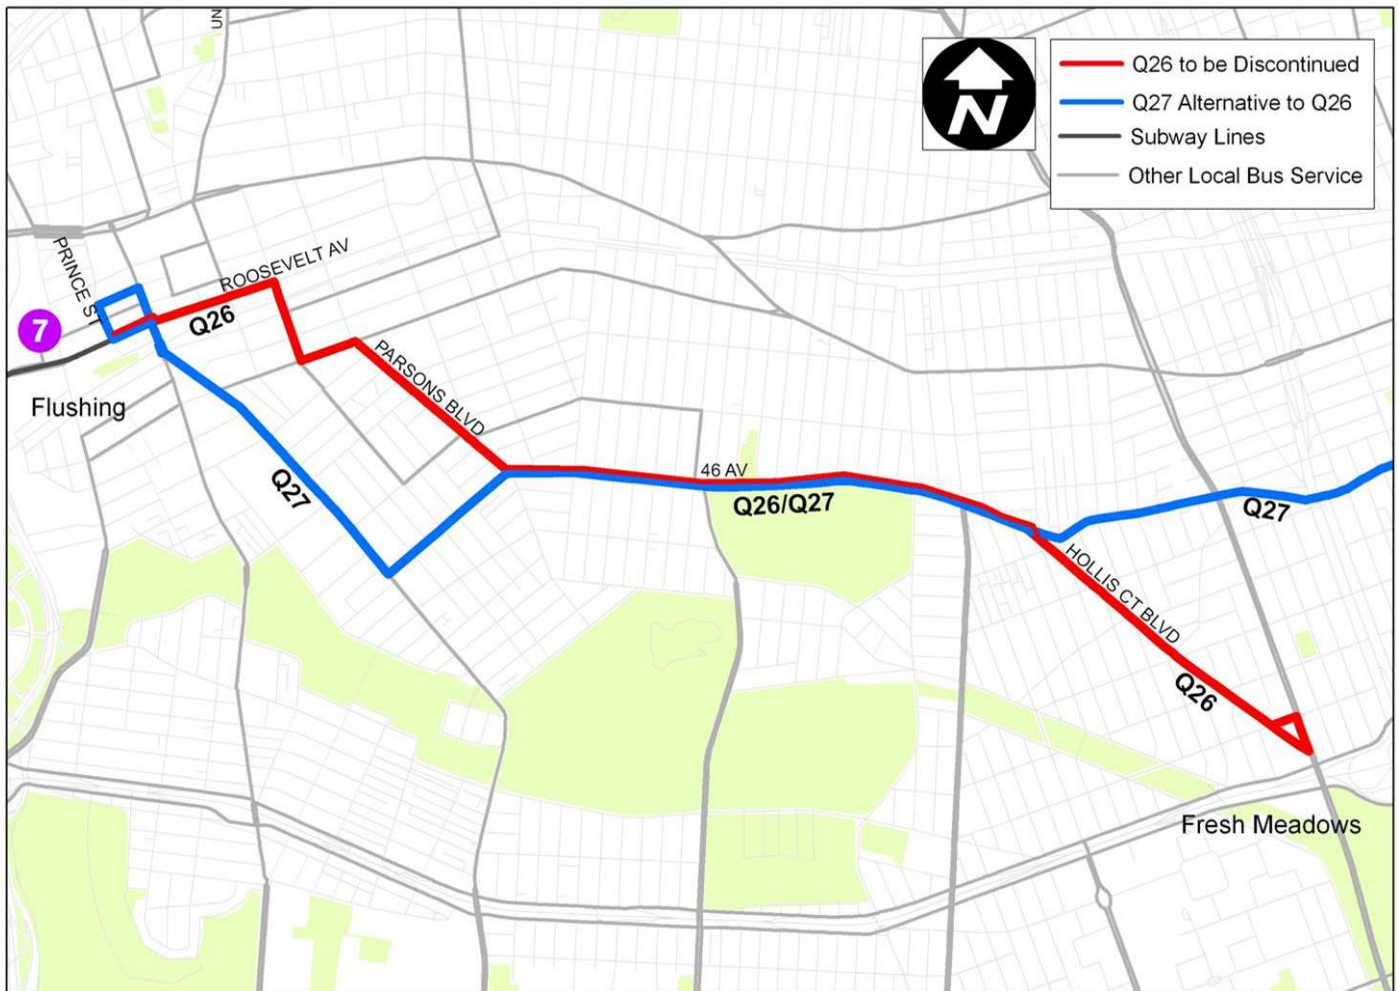 UN
N
Q26 to be Discontinued
Q27 Alternative to Q26
Subway Lines
Other Local Bus Service
PRINCE ST
ROOSEVELT AV
Q26
7
Flushing
PARSONS BLVD
Q27
46 AV
Q26/Q27
Q27
HOLLIS CT BLVD
Q26
Fresh Meadows